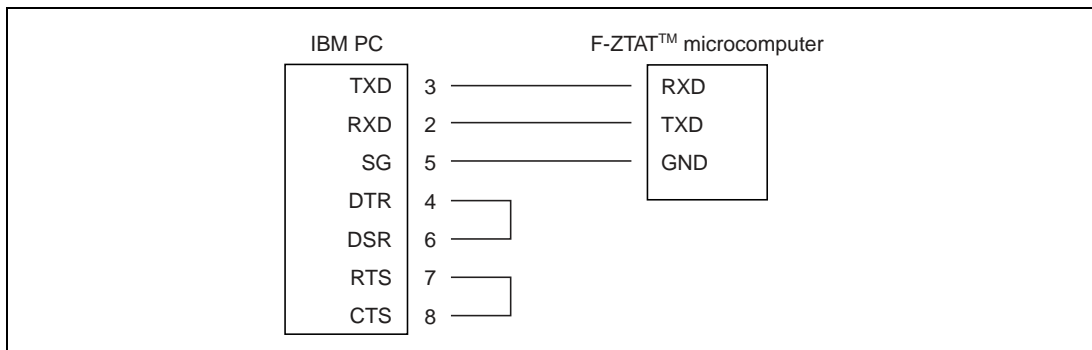 IBM PC F-ZTAT™ microcomputer
TXD 3 RXD
RXD 2 TXD
SG 5 GND
DTR 4
DSR 6
RTS 7
CTS 8